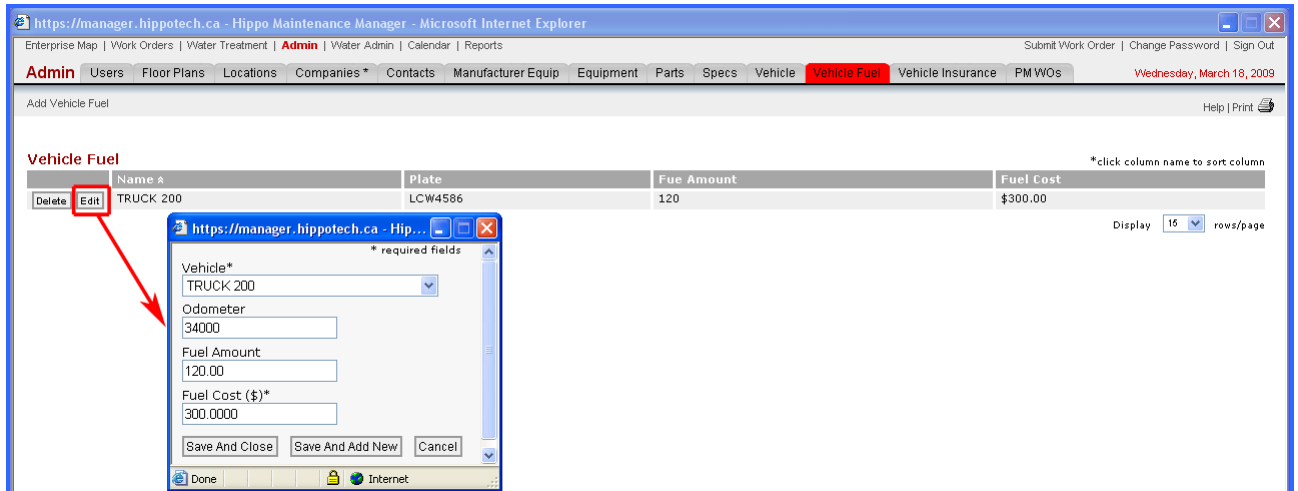 https://manager.hippotech.ca - Hippo Maintenance Manager - Microsoft Internet Explorer
Enterprise Map | Work Orders | Water Treatment | Admin | Water Admin | Calendar | Reports Submit Work Order | Change Password | Sign Out
Admin Users Floor Plans Locations Companies * Contacts Manufacturer Equip Equipment Parts Specs Vehicle Vehicle Fuel Vehicle Insurance PM WOs Wednesday, March 18, 2009
Add Vehicle Fuel Help | Print
Vehicle Fuel *click column name to sort column
Name Plate Fue Amount Fuel Cost
Delete Edit TRUCK 200 LCW4586 120 $300.00
Display 15 rows/page
https://manager.hippotech.ca - Hip...
* required fields
Vehicle*
TRUCK 200
Odometer
34000
Fuel Amount
120.00
Fuel Cost ($)*
300.0000
Save And Close Save And Add New Cancel
Done Internet